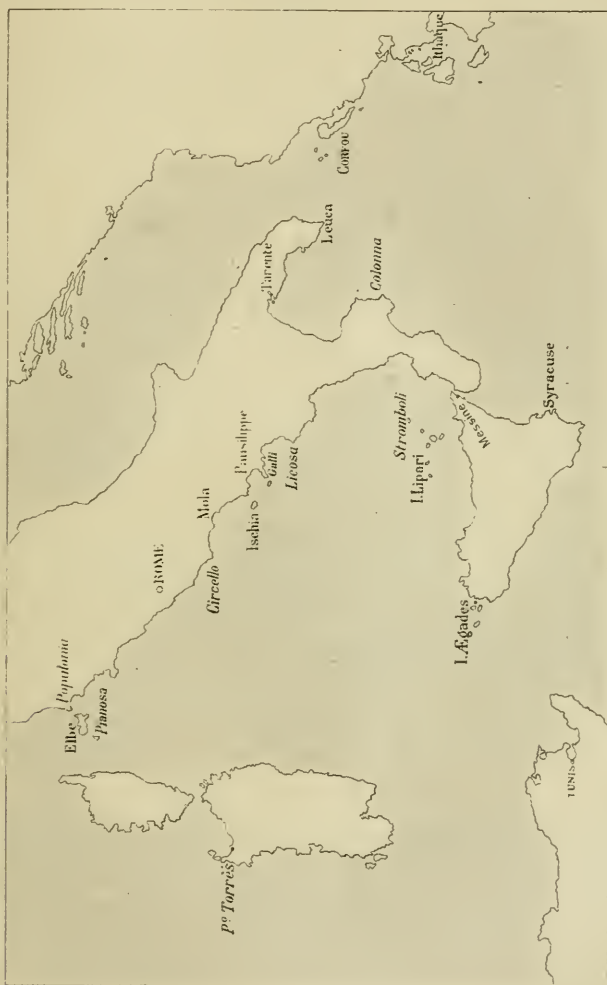 Ithaque
CORFOU
Leuca
Tarente
Colonna
Pausilippe
Galli
Licosa
Mola
Ischia
Circello
ROME
Populonia
Elbe
Pianosa
Stromboli
I. Lipari
Messine
Syracuse
I. Ægades
Pº Torrès
TUNIS